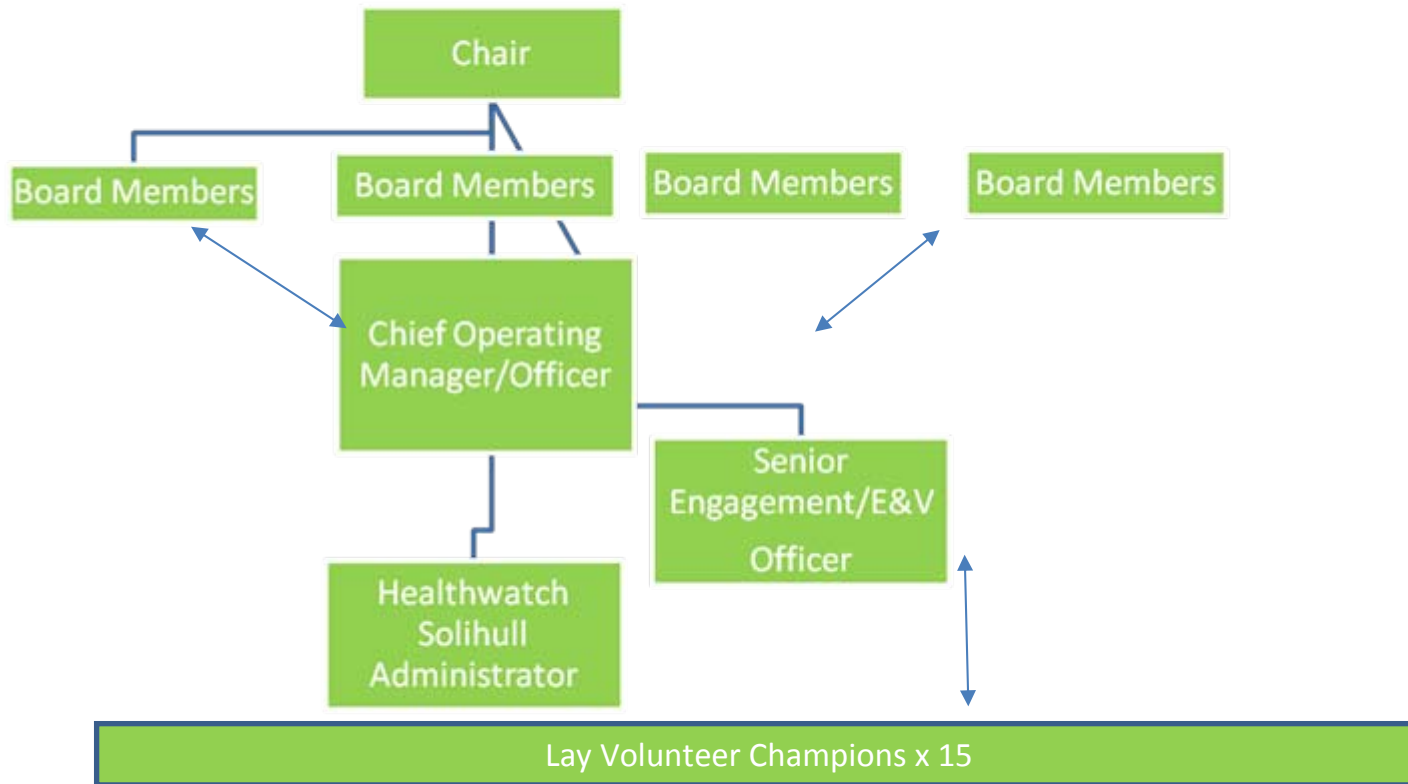 Chair
Board Members
Board Members
Board Members
Board Members
Chief Operating
Manager/Officer
Senior
Engagement/E&V
Officer
Healthwatch
Solihull
Administrator
Lay Volunteer Champions x 15